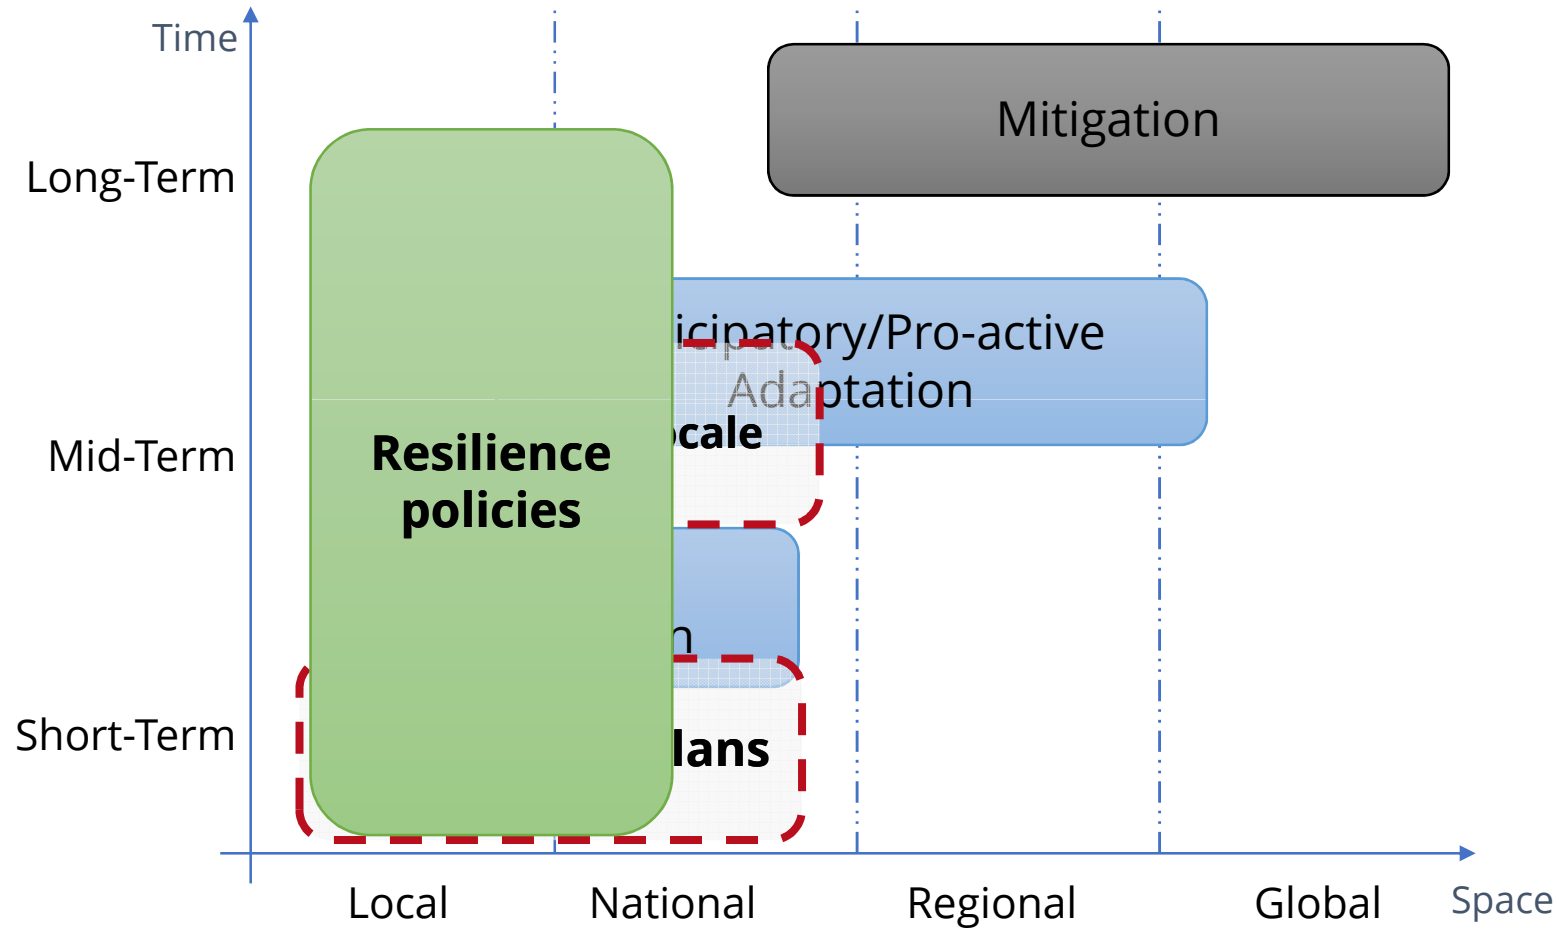 Time
Mitigation
Long-Term
icipatory/Pro-active
Adaptation
ocale
Mid-Term
Resilience
policies
n
Short-Term
lans
Local
National
Regional
Global
Space